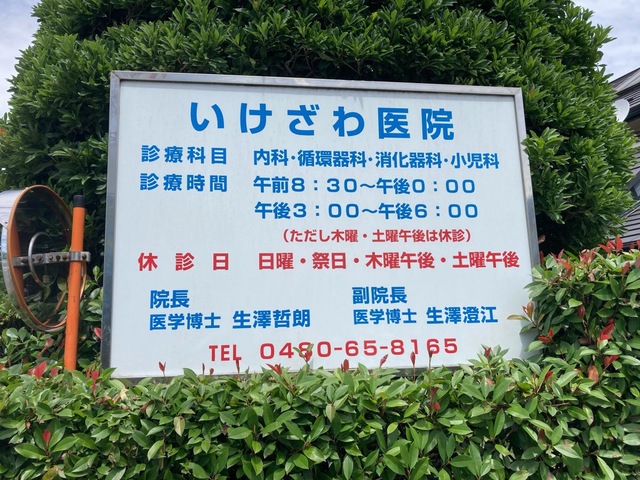 いけざわ医院
診療科目 内科・循環器科・消化器科・小児科
診療時間 午前8：30〜午後0：00
午後3：00〜午後6：00
（ただし木曜・土曜午後は休診）
休診日 日曜・祭日・木曜午後・土曜午後
院長 副院長
医学博士 生澤哲朗 医学博士 生澤澄江
TEL 0480-65-8165